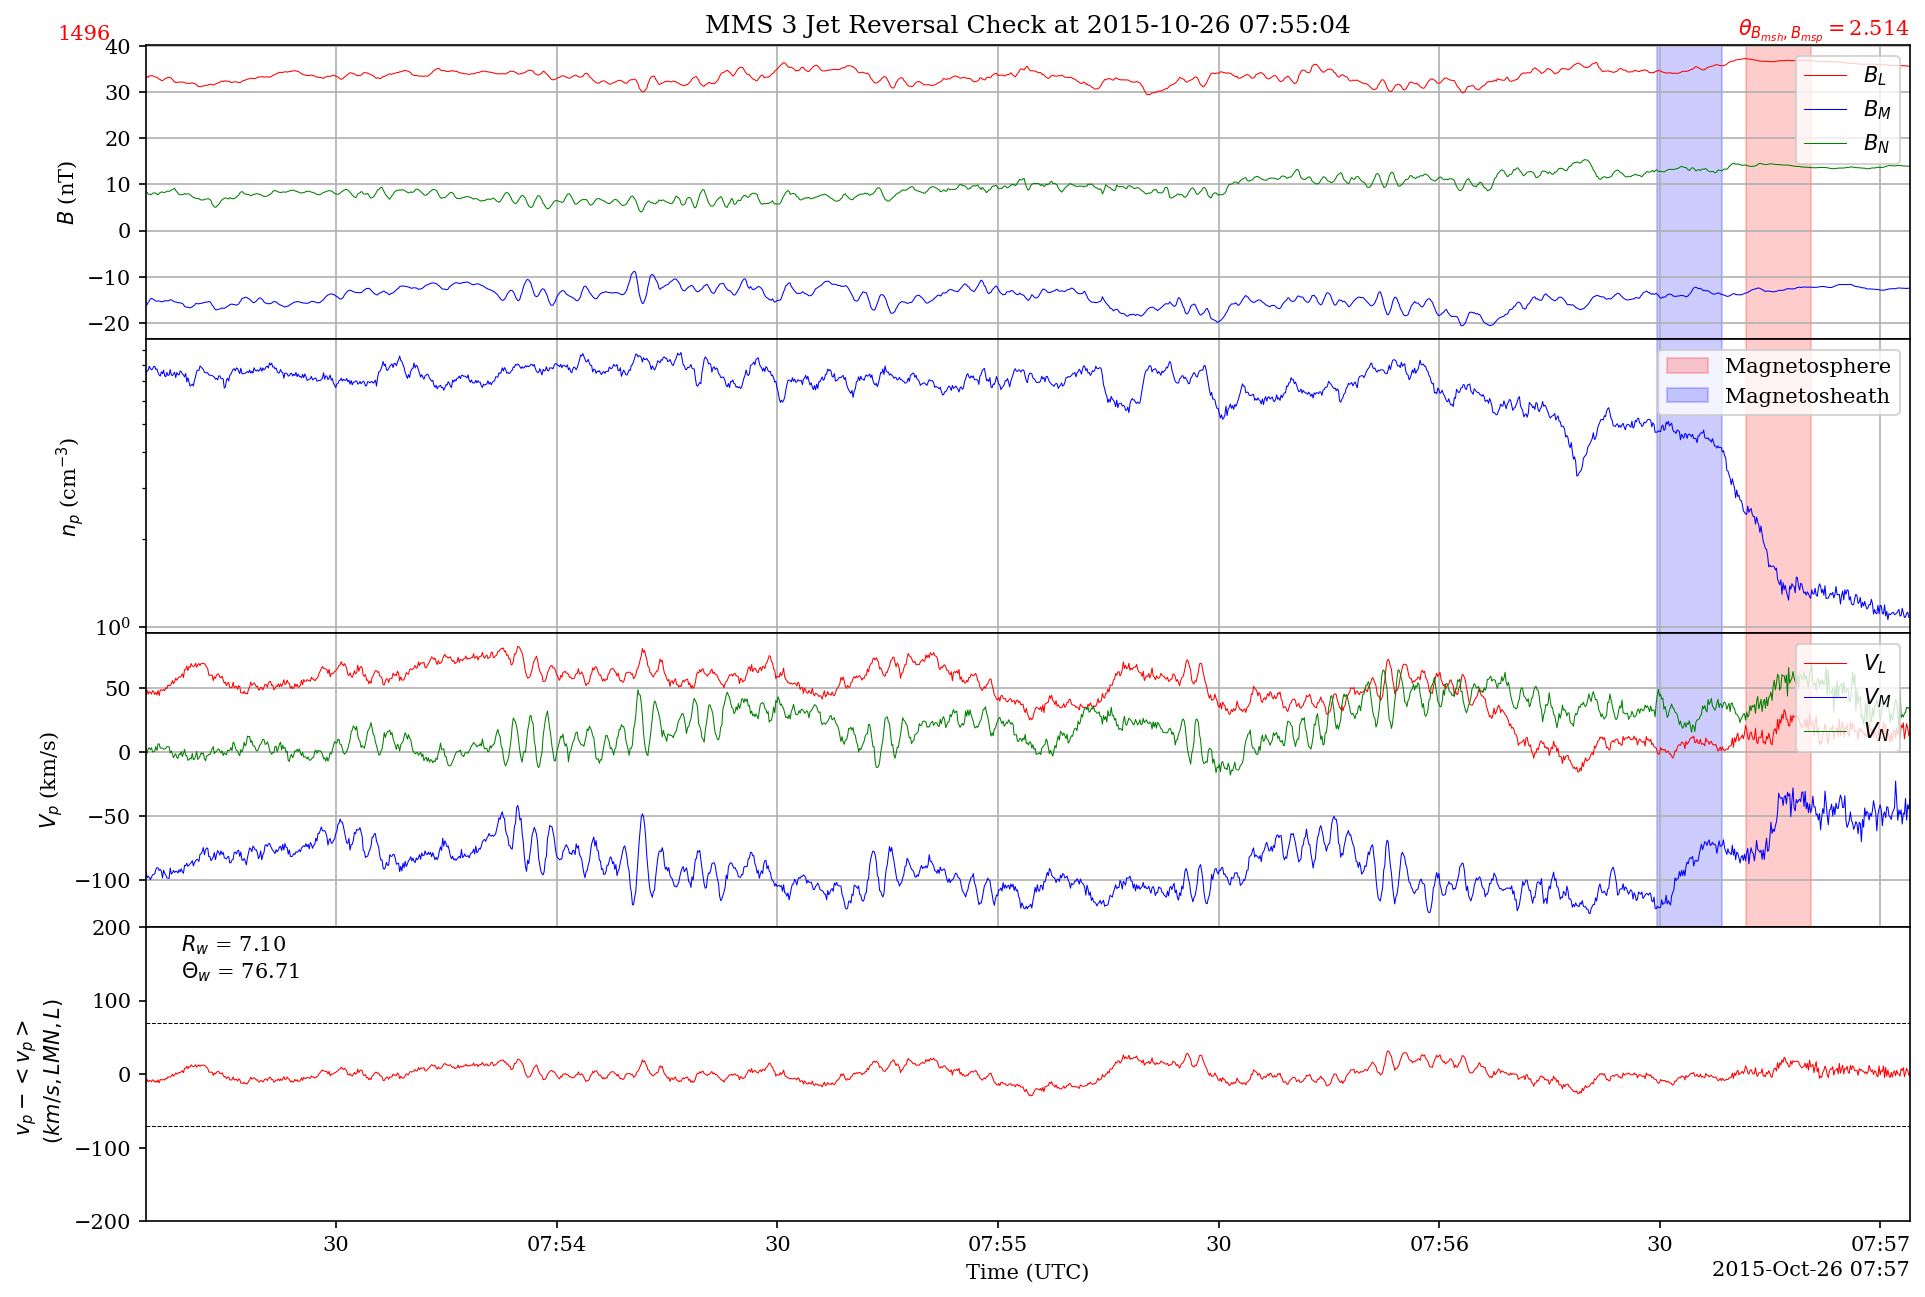 MMS 3 Jet Reversal Check at 2015-10-26 07:55:04
1496
θ_{B_{msh}, B_{msp}} = 2.514
40
30
20
10
0
−10
−20
B (nT)
B_L
B_M
B_N
10^0
n_p (cm^{−3})
Magnetosphere
Magnetosheath
50
0
−50
−100
V_p (km/s)
V_L
V_M
V_N
200
100
0
−100
−200
v_p − <v_p>
(km/s, LMN, L)
R_w = 7.10
Θ_w = 76.71
30
07:54
30
07:55
30
07:56
30
07:57
Time (UTC)
2015-Oct-26 07:57